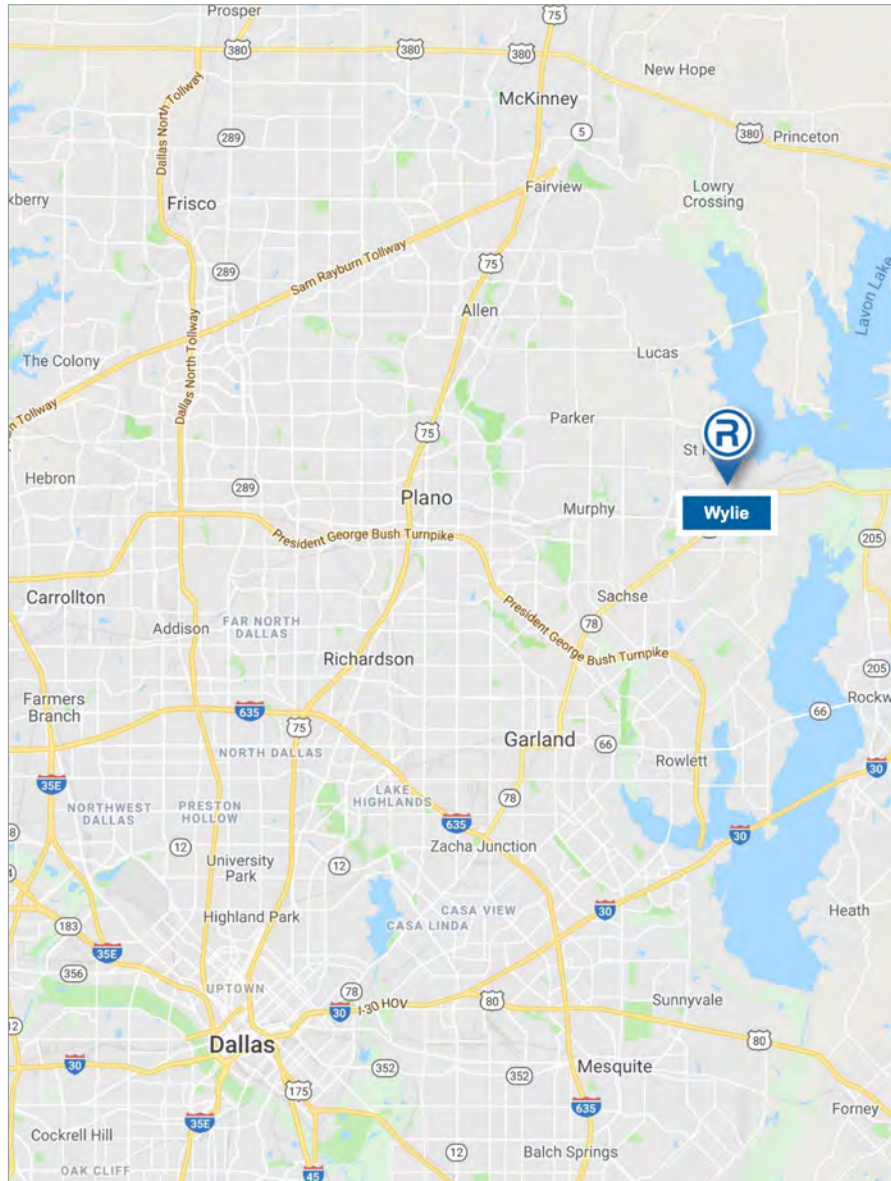 Prosper
75
380
380
380
New Hope
McKinney
Dallas North Tollway
289
5
380
Princeton
Fairview
Lowry
Crossing
kberry
Frisco
Sam Rayburn Tollway
75
289
Lavon Lake
Allen
The Colony
Lucas
Dallas North Tollway
Tollway
Parker
75
R
St
Hebron
289
Plano
Murphy
Wylie
President George Bush Turnpike
205
Carrollton
Sachse
Addison
FAR NORTH
DALLAS
78
President George Bush Turnpike
Richardson
205
Farmers
Branch
635
75
66
Rockw
NORTH DALLAS
Garland
66
Rowlett
30
35E
LAKE
HIGHLANDS
78
NORTHWEST
DALLAS
PRESTON
HOLLOW
635
30
12
Zacha Junction
University
Park
12
CASA VIEW
30
Heath
Highland Park
CASA LINDA
183
35E
356
UPTOWN
78
I-30 HOV
80
Sunnyvale
12
30
80
Dallas
30
352
352
Mesquite
175
635
Forney
35E
Cockrell Hill
12
Balch Springs
OAK CLIFF
45